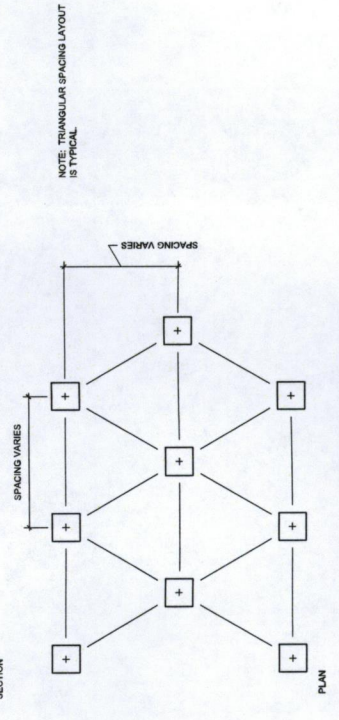 SECTION
SPACING VARIES
SPACING VARIES
NOTE: TRIANGULAR SPACING LAYOUT
IS TYPICAL.
PLAN